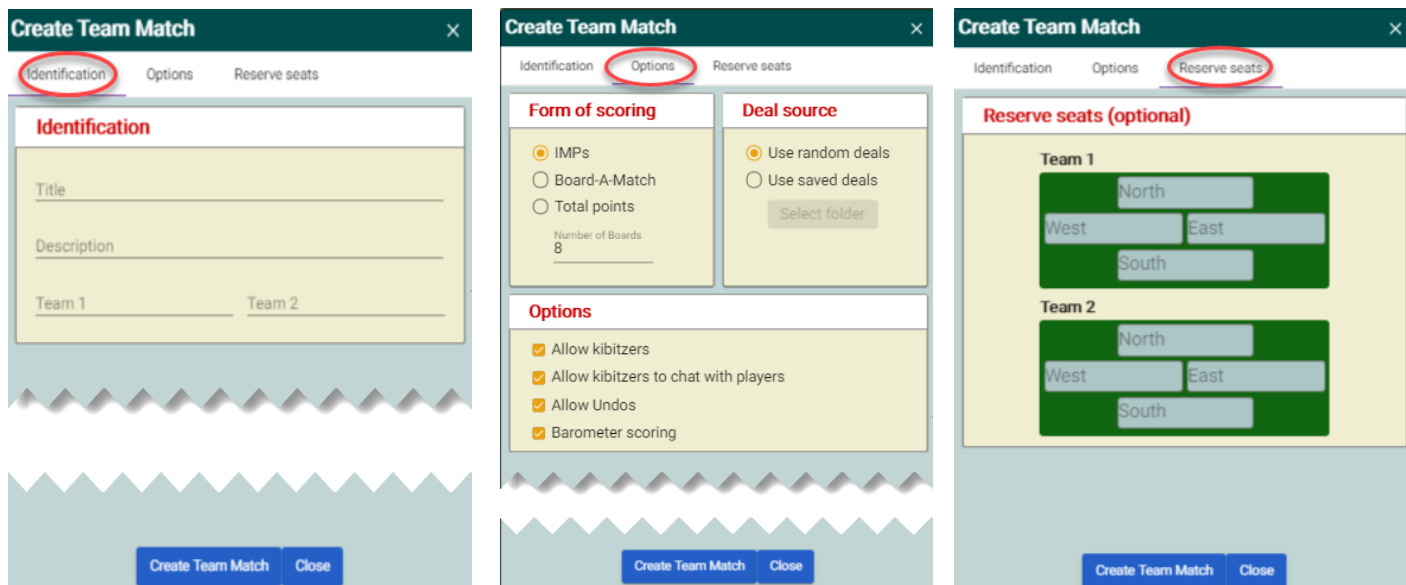 Create Team Match ×
Identification Options Reserve seats
Identification
Title
Description
Team 1 Team 2
Create Team Match Close
Create Team Match ×
Identification Options Reserve seats
Form of scoring
IMPs
Board-A-Match
Total points
Number of Boards
8
Deal source
Use random deals
Use saved deals
Select folder
Options
Allow kibitzers
Allow kibitzers to chat with players
Allow Undos
Barometer scoring
Create Team Match Close
Create Team Match ×
Identification Options Reserve seats
Reserve seats (optional)
Team 1
North
West East
South
Team 2
North
West East
South
Create Team Match Close